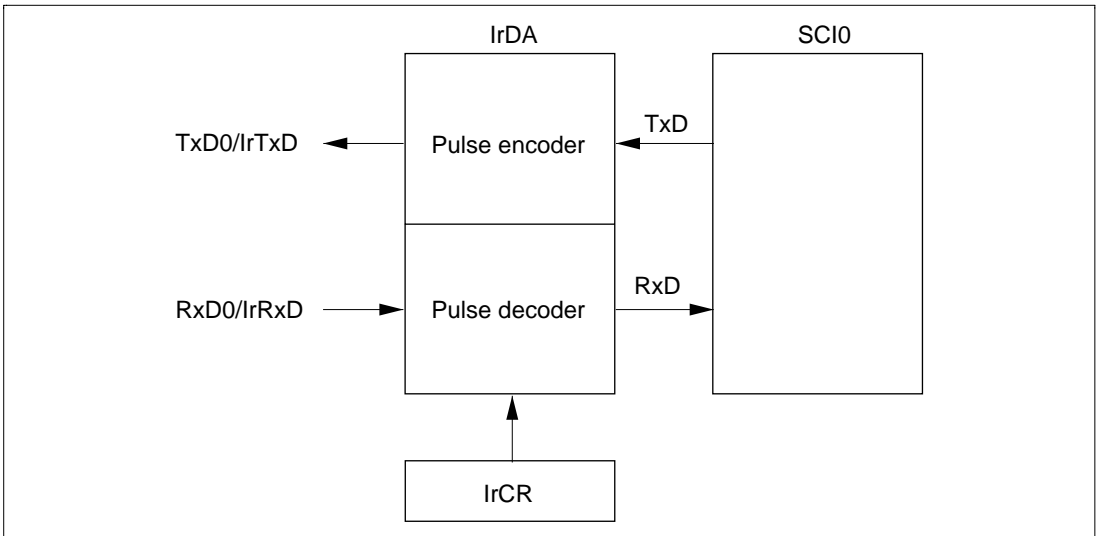 IrDA
SCI0
TxD0/IrTxD
Pulse encoder
TxD
RxD0/IrRxD
Pulse decoder
RxD
IrCR